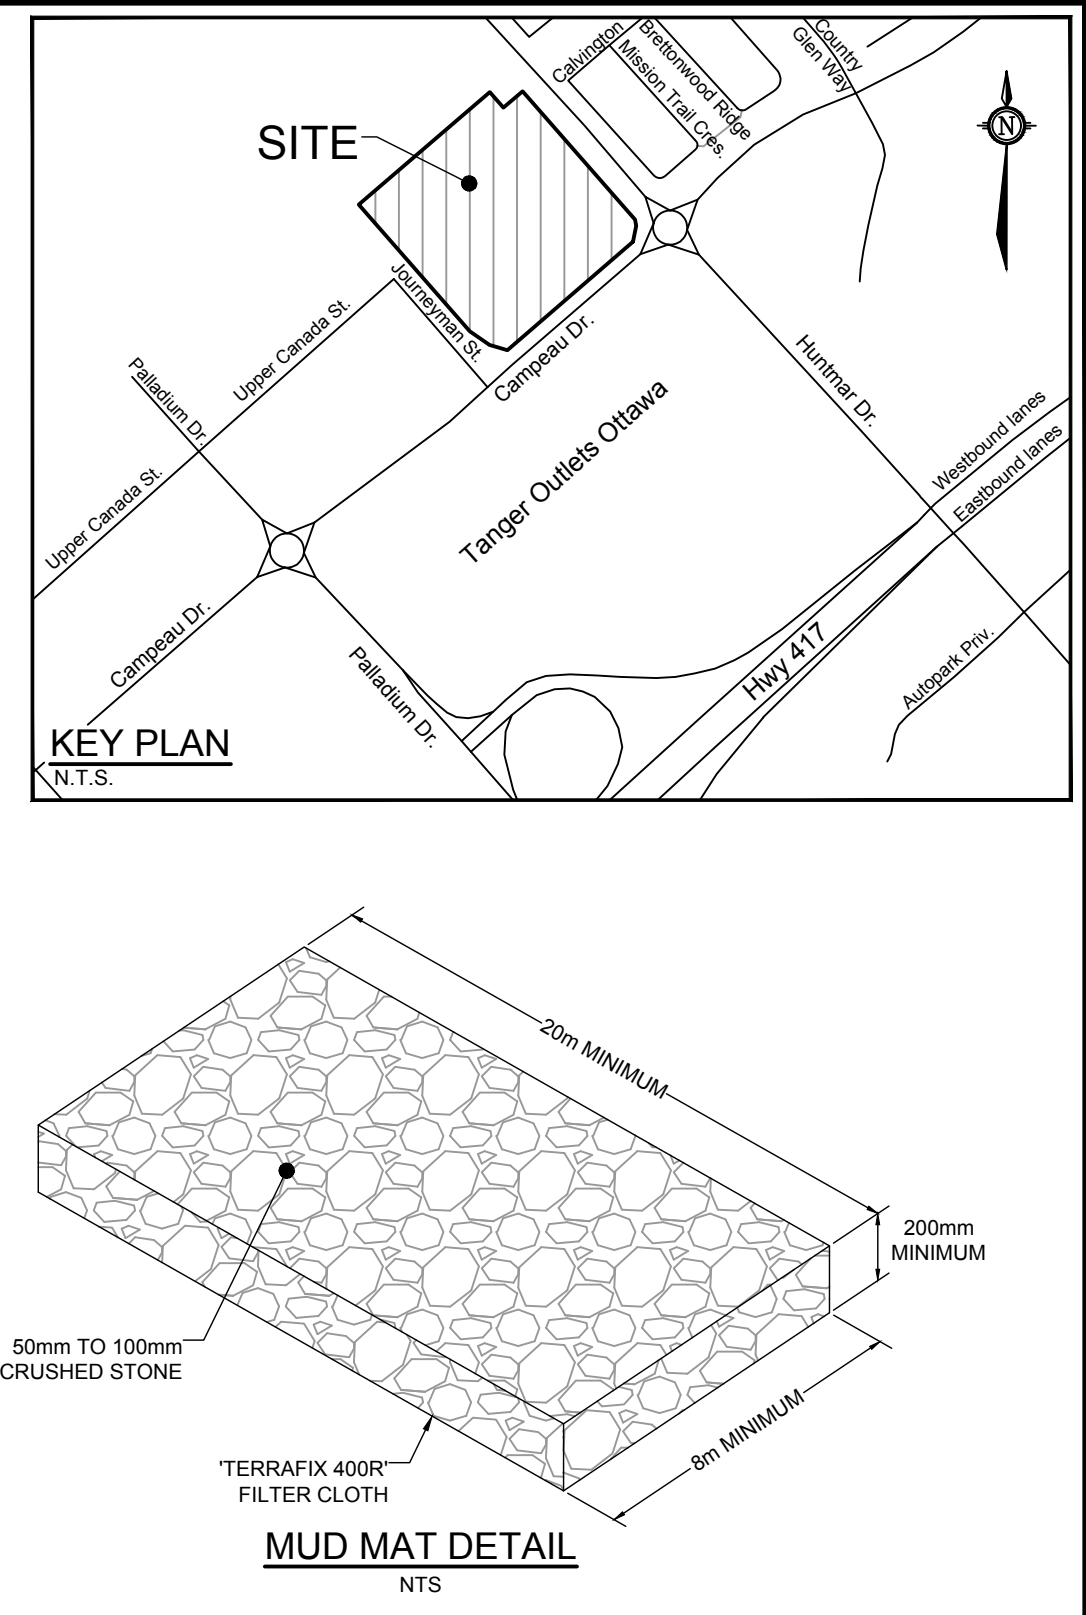 Calvington
Brettonwood Ridge
Mission Trail Cres.
Country
Glen Way
N
SITE
Journeyman St.
Upper Canada St.
Palladium Dr.
Campeau Dr.
Huntmar Dr.
Tanger Outlets Ottawa
Westbound lanes
Eastbound lanes
Upper Canada St.
Campeau Dr.
Palladium Dr.
Hwy 417
Autopark Priv.
KEY PLAN
N.T.S.
20m MINIMUM
200mm
MINIMUM
50mm TO 100mm
CRUSHED STONE
8m MINIMUM
'TERRAFIX 400R'
FILTER CLOTH
MUD MAT DETAIL
NTS